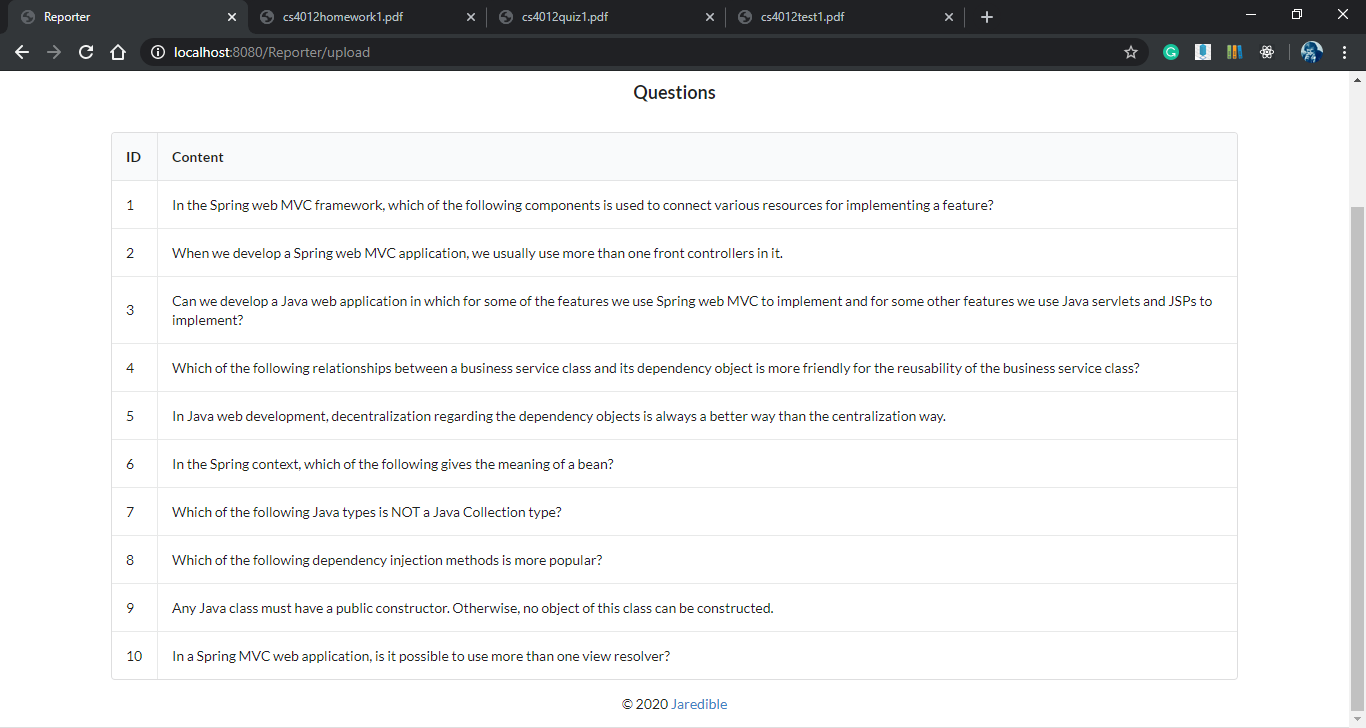 Reporter
cs4012homework1.pdf
cs4012quiz1.pdf
cs4012test1.pdf
localhost:8080/Reporter/upload
Questions
ID Content
1 In the Spring web MVC framework, which of the following components is used to connect various resources for implementing a feature?
2 When we develop a Spring web MVC application, we usually use more than one front controllers in it.
3 Can we develop a Java web application in which for some of the features we use Spring web MVC to implement and for some other features we use Java servlets and JSPs to
implement?
4 Which of the following relationships between a business service class and its dependency object is more friendly for the reusability of the business service class?
5 In Java web development, decentralization regarding the dependency objects is always a better way than the centralization way.
6 In the Spring context, which of the following gives the meaning of a bean?
7 Which of the following Java types is NOT a Java Collection type?
8 Which of the following dependency injection methods is more popular?
9 Any Java class must have a public constructor. Otherwise, no object of this class can be constructed.
10 In a Spring MVC web application, is it possible to use more than one view resolver?
© 2020 Jaredible